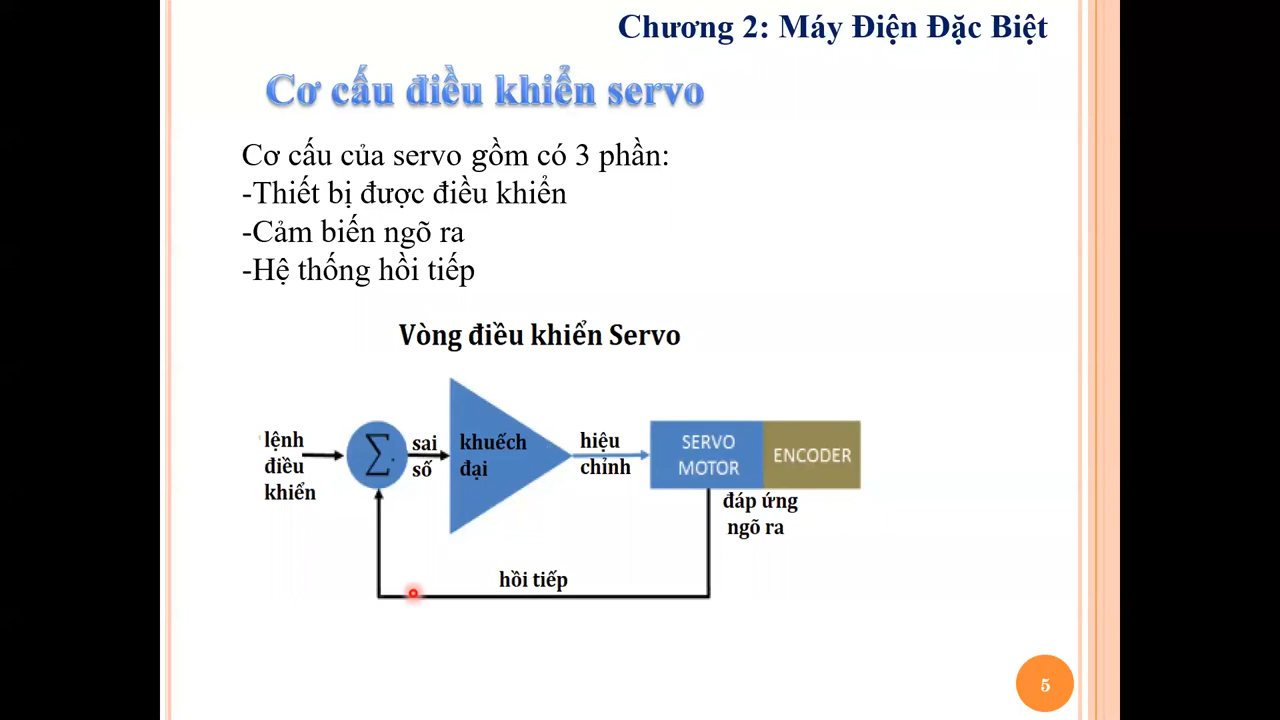 Chương 2: Máy Điện Đặc Biệt
Cơ cấu điều khiển servo
Cơ cấu của servo gồm có 3 phần:
-Thiết bị được điều khiển
-Cảm biến ngõ ra
-Hệ thống hồi tiếp
Vòng điều khiển Servo
lệnh
điều
khiển
Σ
sai
số
khuếch
đại
hiệu
chỉnh
SERVO
MOTOR
ENCODER
đáp ứng
ngõ ra
hồi tiếp
5